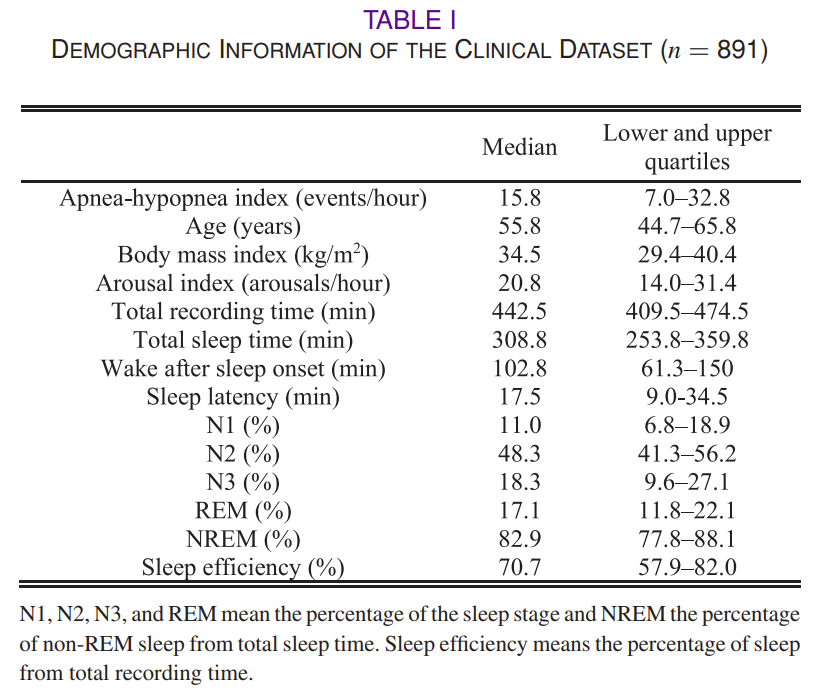 TABLE I
DEMOGRAPHIC INFORMATION OF THE CLINICAL DATASET (n = 891)
Median Lower and upper quartiles
Apnea-hypopnea index (events/hour) 15.8 7.0–32.8
Age (years) 55.8 44.7–65.8
Body mass index (kg/m²) 34.5 29.4–40.4
Arousal index (arousals/hour) 20.8 14.0–31.4
Total recording time (min) 442.5 409.5–474.5
Total sleep time (min) 308.8 253.8–359.8
Wake after sleep onset (min) 102.8 61.3–150
Sleep latency (min) 17.5 9.0-34.5
N1 (%) 11.0 6.8–18.9
N2 (%) 48.3 41.3–56.2
N3 (%) 18.3 9.6–27.1
REM (%) 17.1 11.8–22.1
NREM (%) 82.9 77.8–88.1
Sleep efficiency (%) 70.7 57.9–82.0
N1, N2, N3, and REM mean the percentage of the sleep stage and NREM the percentage
of non-REM sleep from total sleep time. Sleep efficiency means the percentage of sleep
from total recording time.